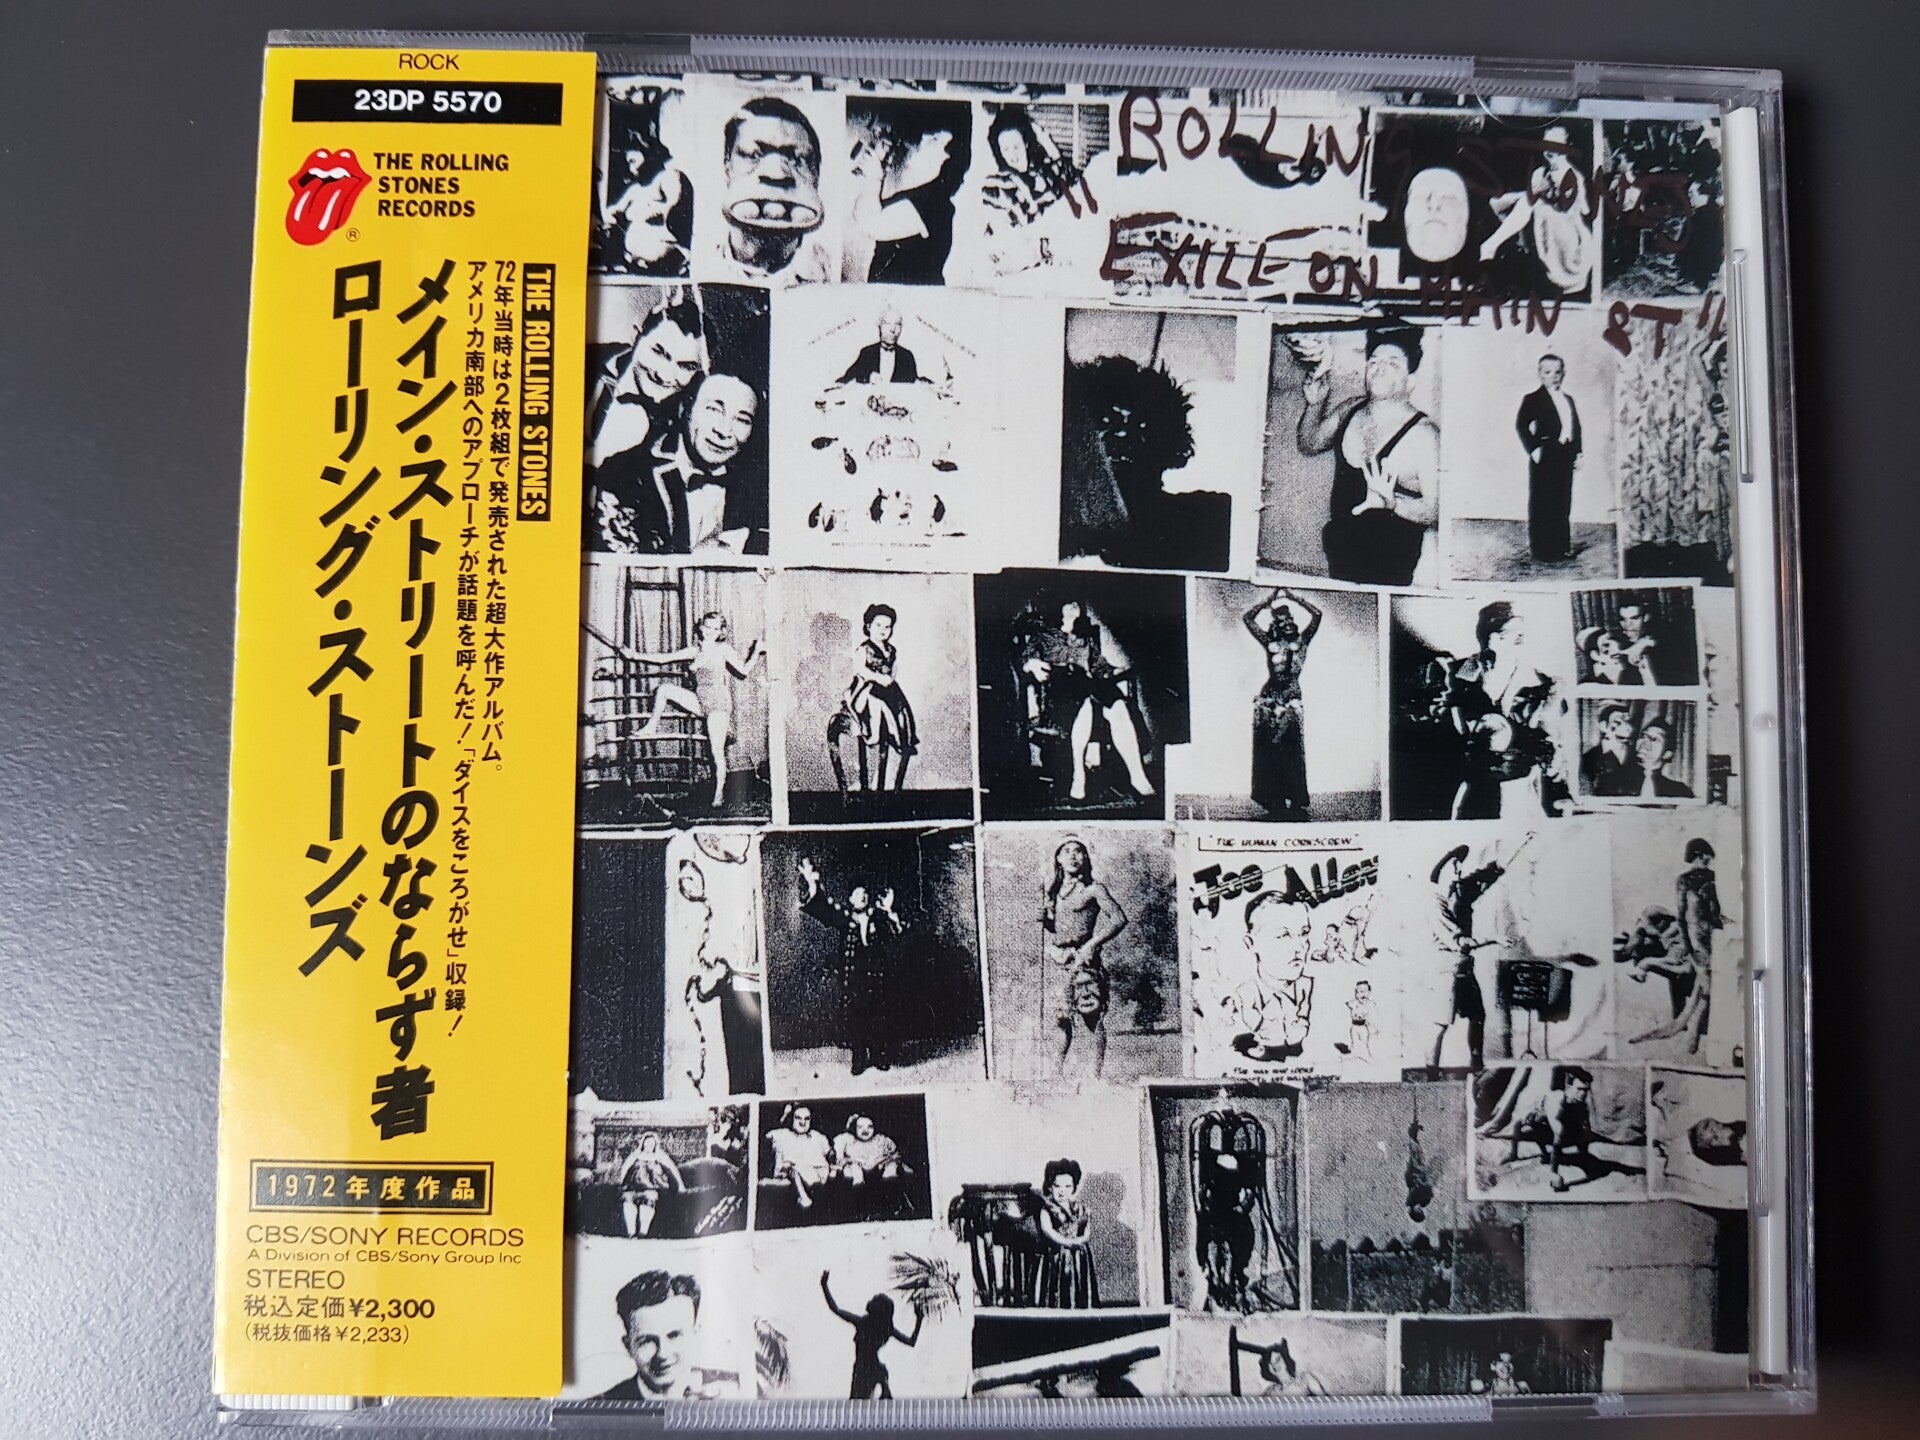 ROCK
23DP 5570
THE ROLLING
STONES
RECORDS
®
THE ROLLING STONES
72年当時は2枚組で発売された超大作アルバム。
アメリカ南部へのアプローチが話題を呼んだ!「ダイスをころがせ」収録!
メイン・ストリートのならず者
ローリング・ストーンズ
1972年度作品
CBS/SONY RECORDS
A Division of CBS/Sony Group Inc
STEREO
税込定価¥2,300
(税抜価格¥2,233)
ROLLING STONES
"EXILE ON MAIN ST"
"THE HUMAN CORKSCREW"
JOE ALLEN